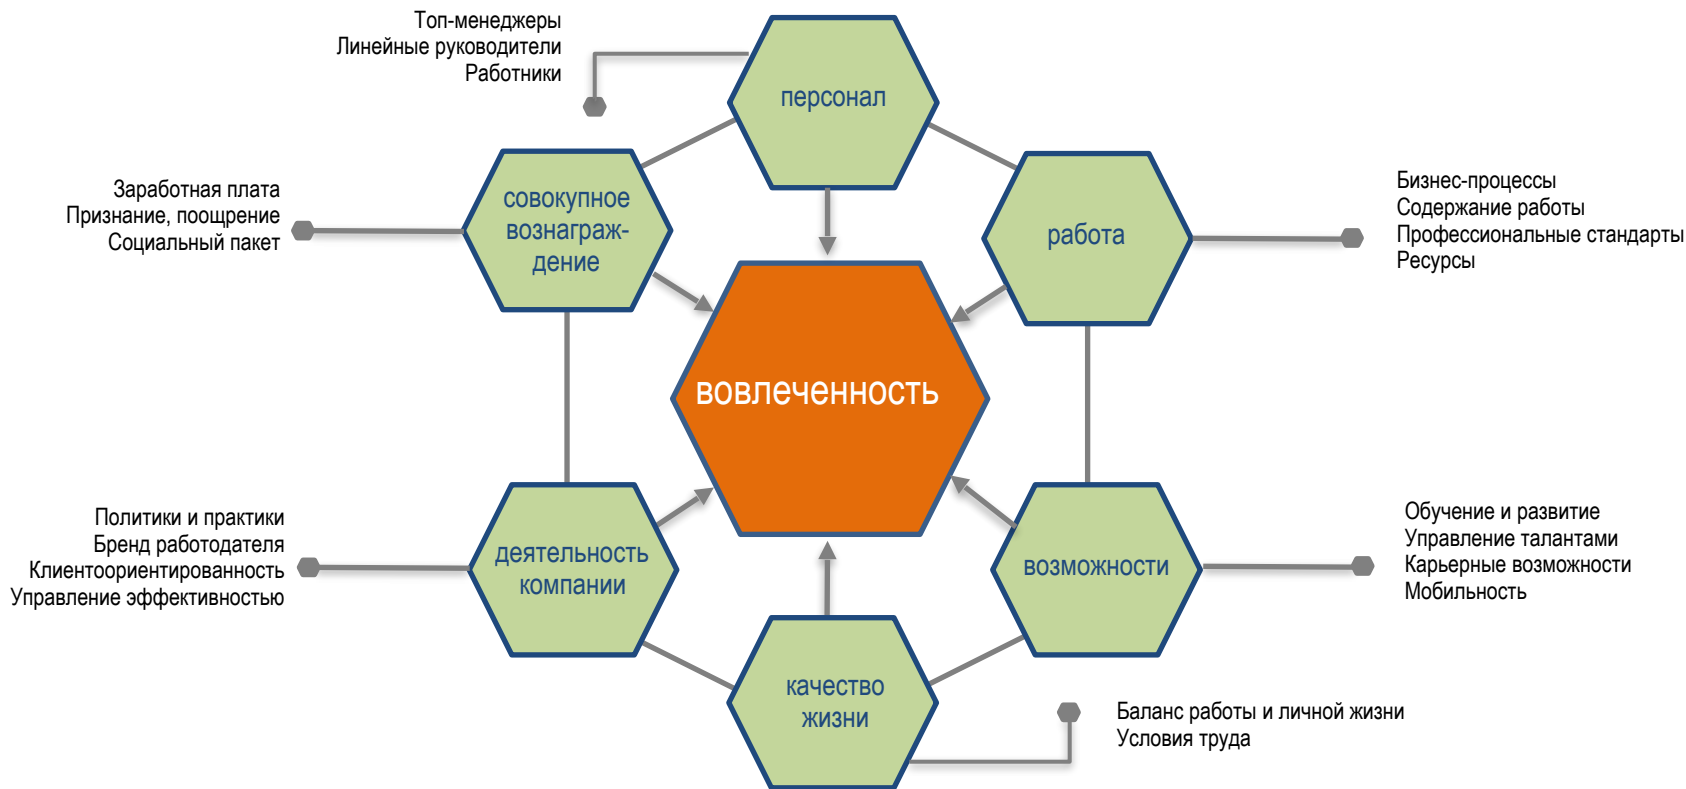 Топ-менеджеры
Линейные руководители
Работники
персонал
Заработная плата
Признание, поощрение
Социальный пакет
совокупное
вознаграж-
дение
работа
Бизнес-процессы
Содержание работы
Профессиональные стандарты
Ресурсы
вовлеченность
Политики и практики
Бренд работодателя
Клиентоориентированность
Управление эффективностью
деятельность
компании
возможности
Обучение и развитие
Управление талантами
Карьерные возможности
Мобильность
качество
жизни
Баланс работы и личной жизни
Условия труда